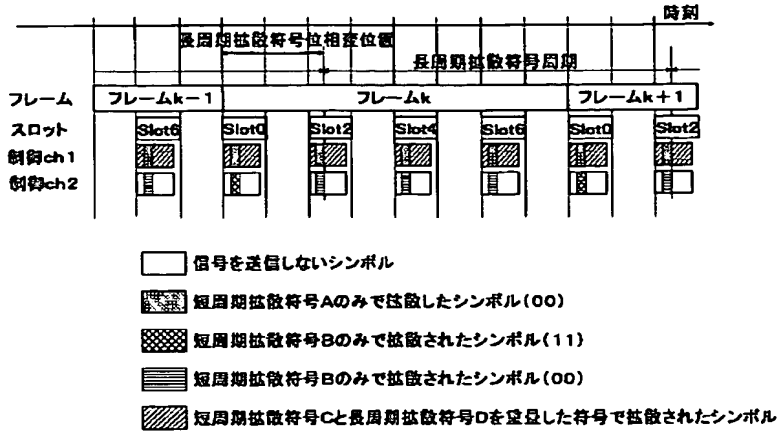 時刻
長周期拡散符号位相変位置
長周期拡散符号周期
フレーム フレームk-1 フレームk フレームk+1
スロット Slot6 Slot0 Slot2 Slot4 Slot6 Slot0 Slot2
制御ch1
制御ch2
信号を送信しないシンボル
短周期拡散符号Aのみで拡散したシンボル(00)
短周期拡散符号Bのみで拡散されたシンボル(11)
短周期拡散符号Bのみで拡散されたシンボル(00)
短周期拡散符号Cと長周期拡散符号Dを重畳した符号で拡散されたシンボル